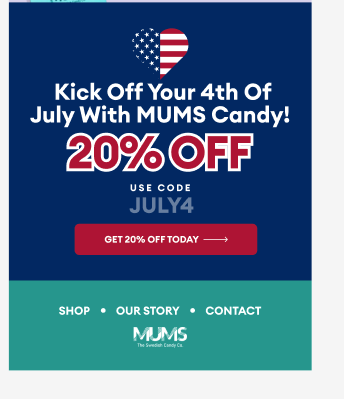 Kick Off Your 4th Of
July With MUMS Candy!
20% OFF
USE CODE
JULY4
GET 20% OFF TODAY
SHOP • OUR STORY • CONTACT
MUMS
The Swedish Candy Co.